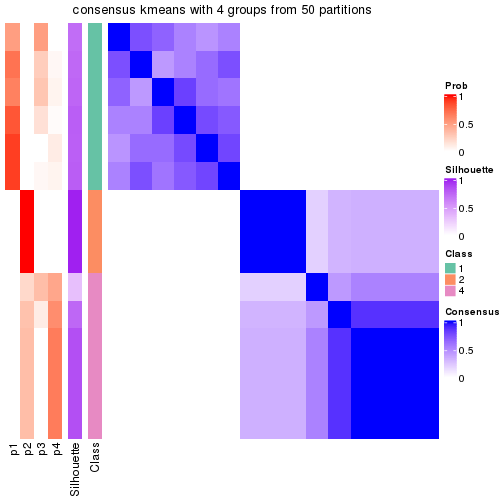 consensus kmeans with 4 groups from 50 partitions
Prob
1
0.5
0
Silhouette
1
0.5
0
Class
1
2
4
Consensus
1
0.5
0
p1
p2
p3
p4
Silhouette
Class